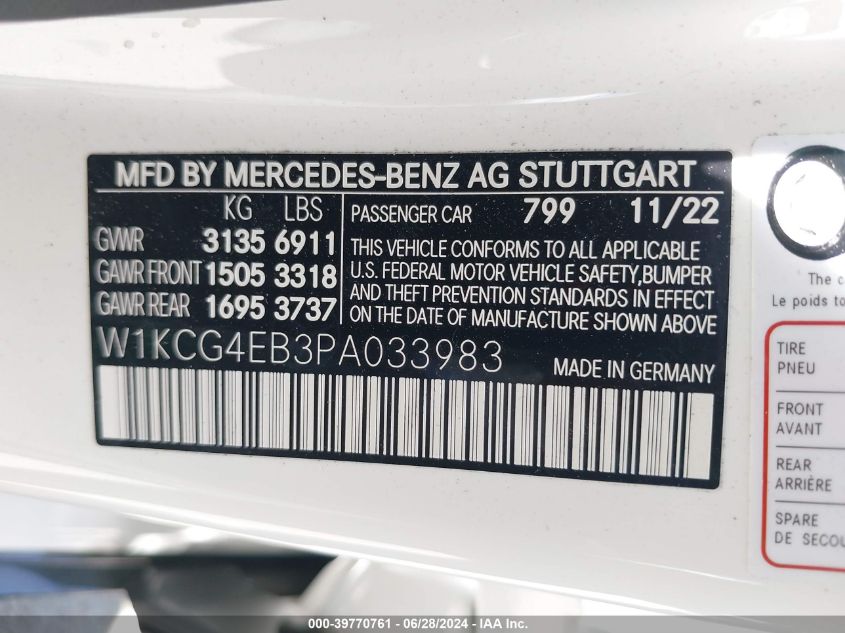 MFD BY MERCEDES-BENZ AG STUTTGART
KG LBS
GVWR 3135 6911
GAWR FRONT 1505 3318
GAWR REAR 1695 3737
PASSENGER CAR 799 11/22
THIS VEHICLE CONFORMS TO ALL APPLICABLE
U.S. FEDERAL MOTOR VEHICLE SAFETY,BUMPER
AND THEFT PREVENTION STANDARDS IN EFFECT
ON THE DATE OF MANUFACTURE SHOWN ABOVE
W1KCG4EB3PA033983
MADE IN GERMANY
The c
Le poids to
TIRE
PNEU
FRONT
AVANT
REAR
ARRIÈRE
SPARE
DE SECOU
000-39770761 - 06/28/2024 - IAA Inc.